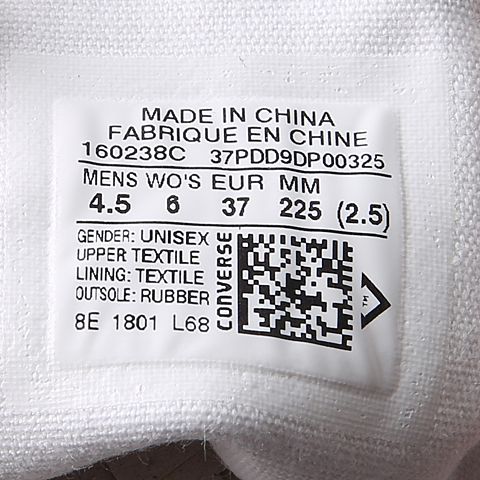 MADE IN CHINA
FABRIQUE EN CHINE
160238C 37PDD9DP00325
MENS WO'S EUR MM
4.5 6 37 225 (2.5)
GENDER: UNISEX
UPPER TEXTILE
LINING: TEXTILE
OUTSOLE: RUBBER
8E 1801 L68
CONVERSE